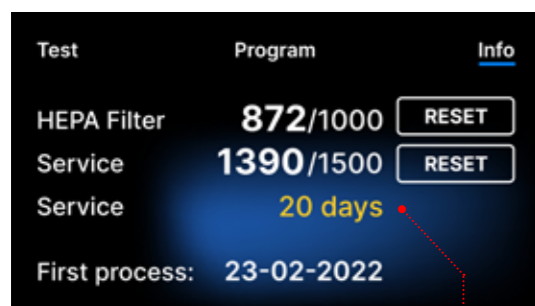 Test Program Info
HEPA Filter 872/1000 RESET
Service 1390/1500 RESET
Service 20 days
First process: 23-02-2022